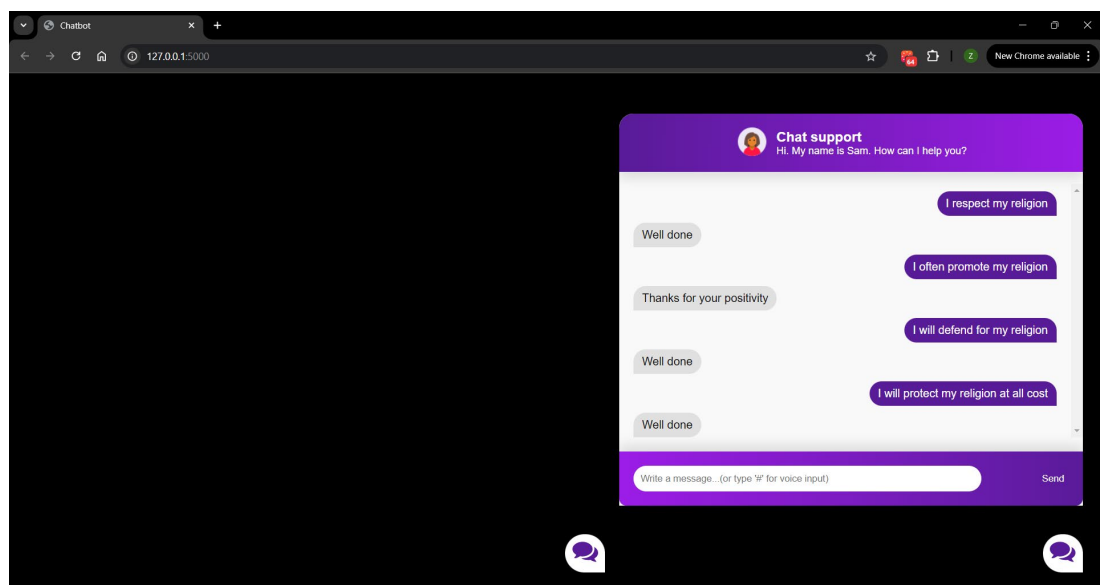 Chatbot
127.0.0.1:5000
64
Z
New Chrome available
Chat support
Hi. My name is Sam. How can I help you?
I respect my religion
Well done
I often promote my religion
Thanks for your positivity
I will defend for my religion
Well done
I will protect my religion at all cost
Well done
Write a message...(or type '#' for voice input)
Send